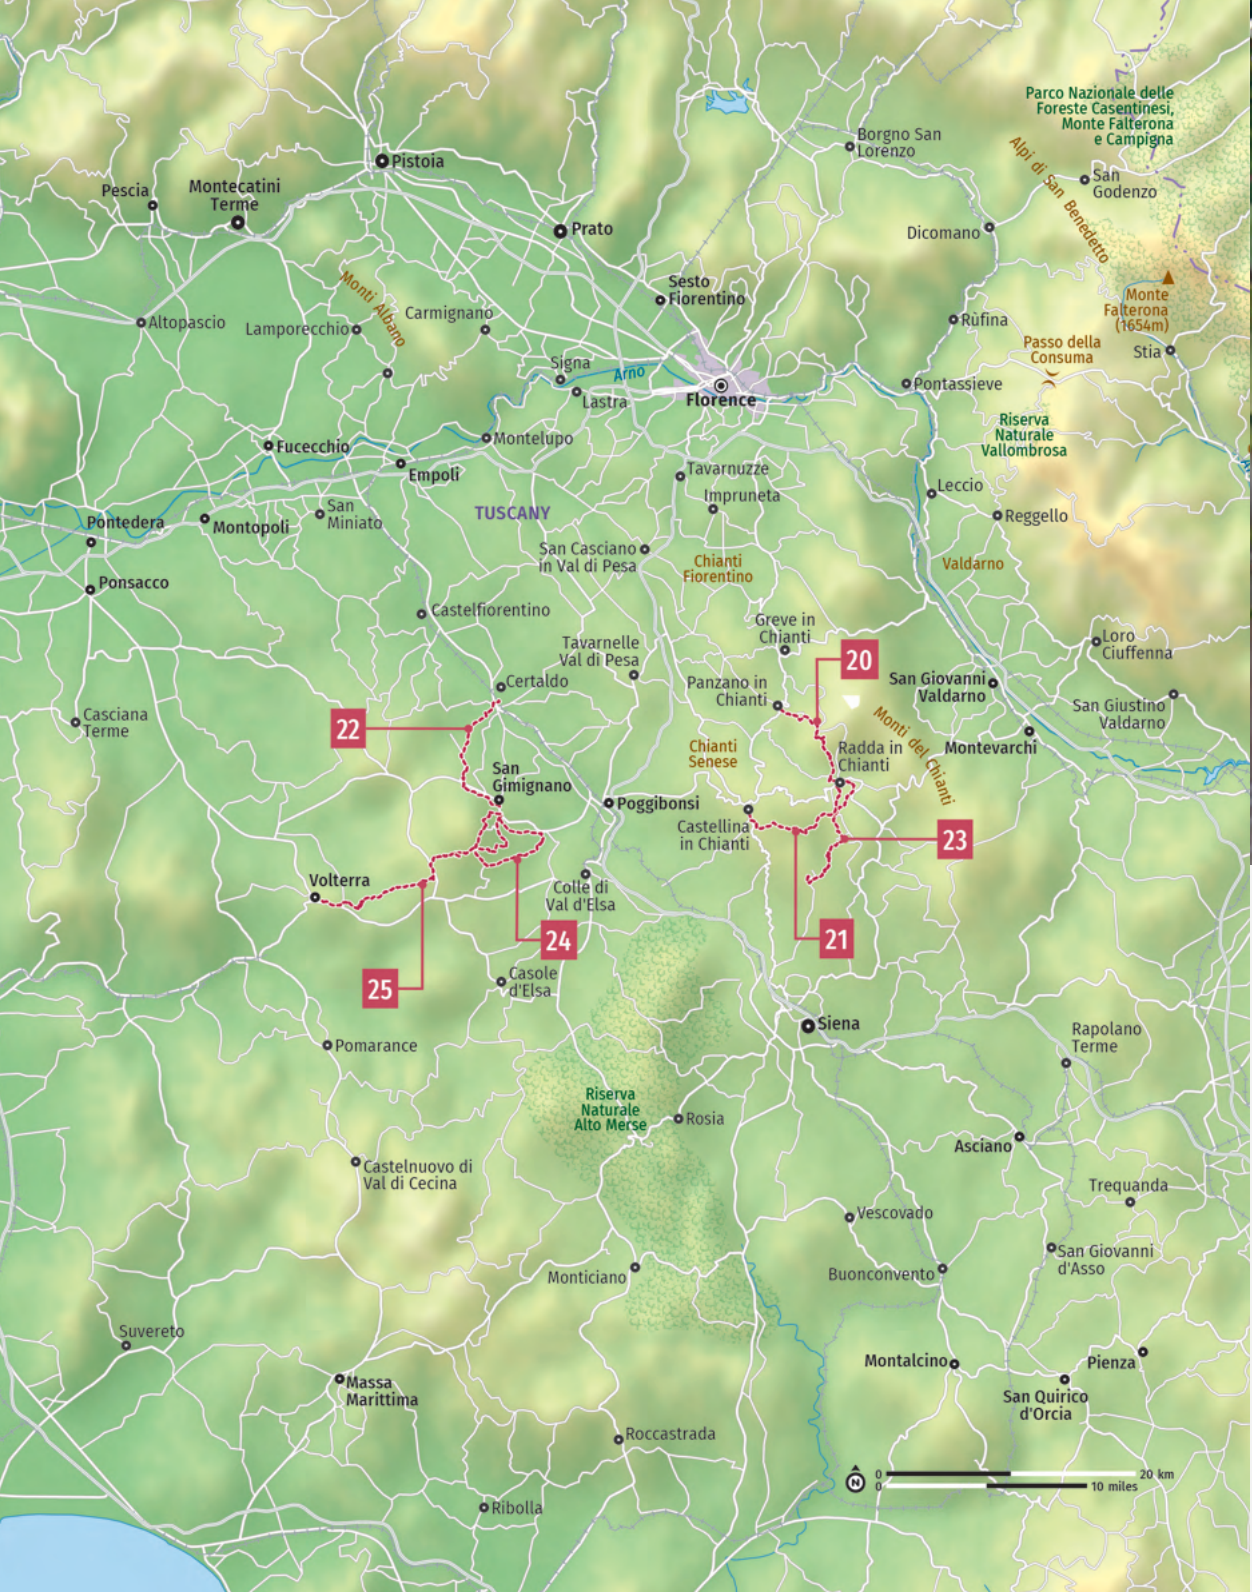 Parco Nazionale delle
Foreste Casentinesi,
Monte Falterona
e Campigna
Borgno San
Lorenzo
Alpi di San Benedetto
San
Godenzo
Pistoia
Pescia
Montecatini
Terme
Prato
Dicomano
Sesto
Fiorentino
Monti Albano
Monte
Falterona
(1654m)
Altopascio
Lamporecchio
Carmignano
Rùfina
Passo della
Consuma
Stia
Signa
Arno
Lastra
Florence
Pontassieve
Riserva
Naturale
Vallombrosa
Fucecchio
Montelupo
Empoli
Tavarnuzze
Impruneta
Leccio
Reggello
San
Miniato
TUSCANY
Pontedera
Montopoli
San Casciano
in Val di Pesa
Chianti
Fiorentino
Valdarno
Ponsacco
Castelfiorentino
Greve in
Chianti
Loro
Ciuffenna
Tavarnelle
Val di Pesa
20
Certaldo
Panzano in
Chianti
San Giovanni
Valdarno
San Giustino
Valdarno
Casciana
Terme
22
Chianti
Senese
Radda in
Chianti
Monti del Chianti
Montevarchi
San
Gimignano
Poggibonsi
Castellina
in Chianti
23
Volterra
Colle di
Val d'Elsa
24
21
25
Casole
d'Elsa
Siena
Rapolano
Terme
Pomarance
Riserva
Naturale
Alto Merse
Rosia
Asciano
Castelnuovo di
Val di Cecina
Trequanda
Vescovado
San Giovanni
d'Asso
Monticiano
Buonconvento
Suvereto
Montalcino
Pienza
Massa
Marittima
San Quirico
d'Orcia
Roccastrada
0
20 km
N
0
10 miles
Ribolla